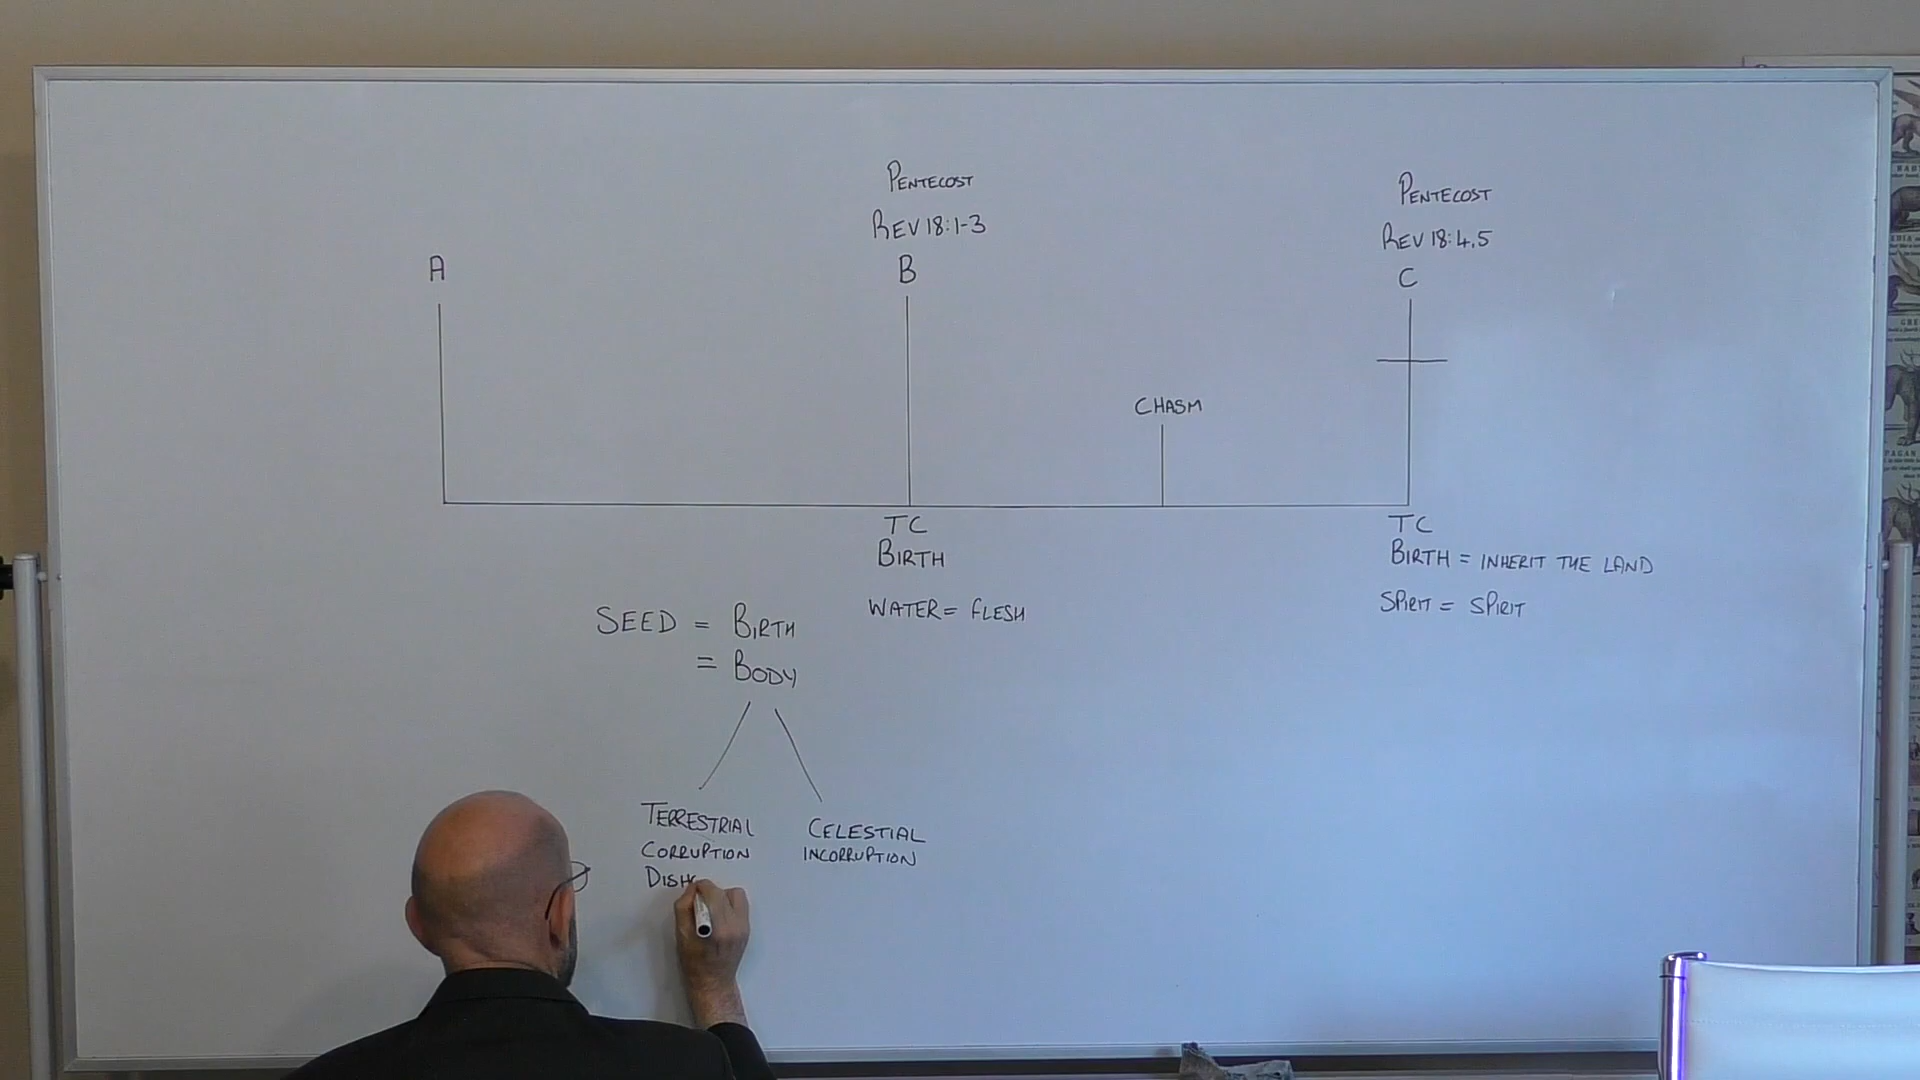 PENTECOST
REV 18:1-3
B
PENTECOST
REV 18:4,5
C
A
CHASM
TC
BIRTH
WATER = FLESH
TC
BIRTH = INHERIT THE LAND
SPIRIT = SPIRIT
SEED = BIRTH
= BODY
TERRESTRIAL
CORRUPTION
DISH
CELESTIAL
INCORRUPTION